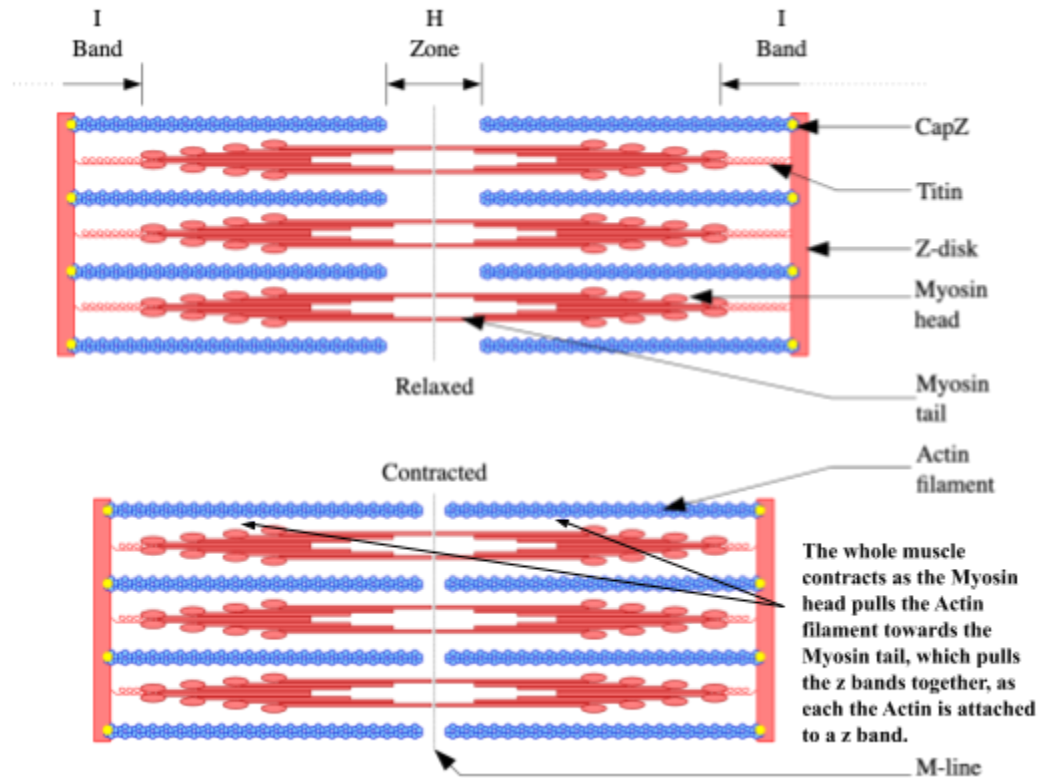 I
Band
H
Zone
I
Band
CapZ
Titin
Z-disk
Myosin
head
Relaxed
Myosin
tail
Contracted
Actin
filament
The whole muscle
contracts as the Myosin
head pulls the Actin
filament towards the
Myosin tail, which pulls
the z bands together, as
each the Actin is attached
to a z band.
M-line